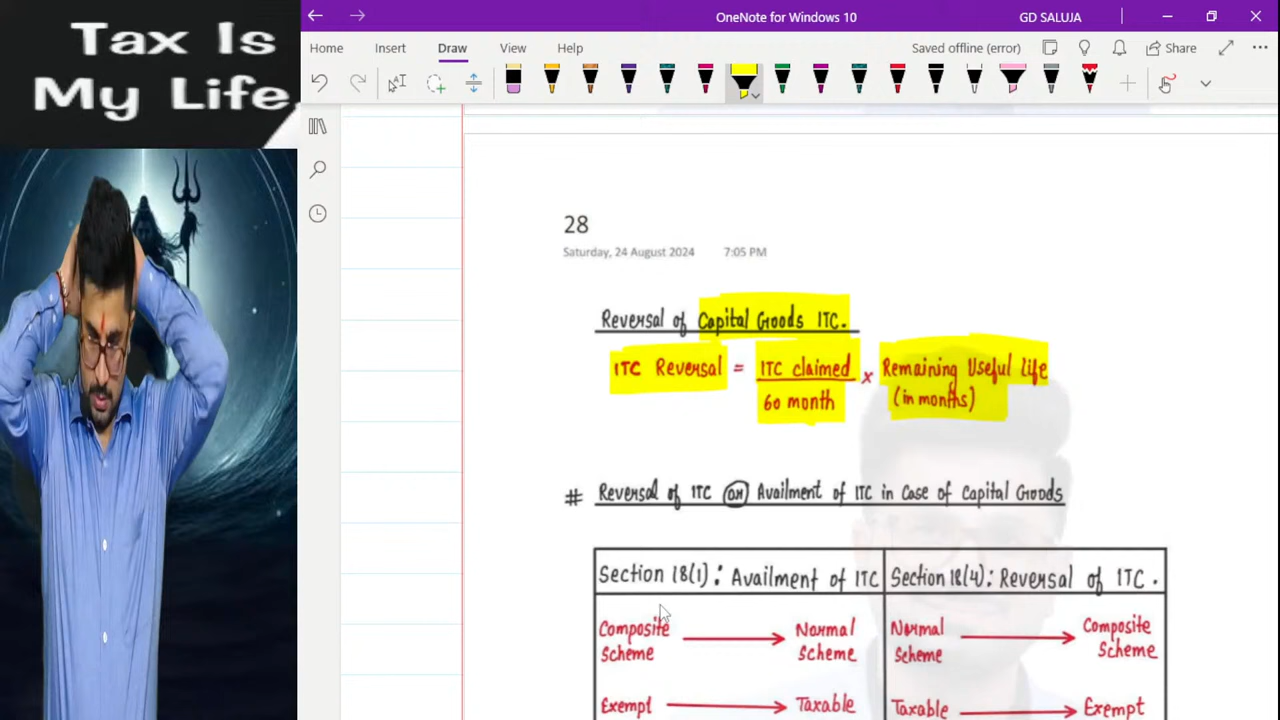 Tax Is
My Life
OneNote for Windows 10
GD SALUJA
Home Insert Draw View Help
Saved offline (error)
Share
28
Saturday, 24 August 2024 7:05 PM
Reversal of Capital Goods ITC.
ITC Reversal = ITC claimed / 60 month x Remaining Useful life (in months)
# Reversal of ITC OR Availment of ITC in Case of Capital Goods
Section 18(1): Availment of ITC
Section 18(4): Reversal of ITC.
Composite Scheme → Normal Scheme
Normal Scheme → Composite Scheme
Exempt → Taxable
Taxable → Exempt